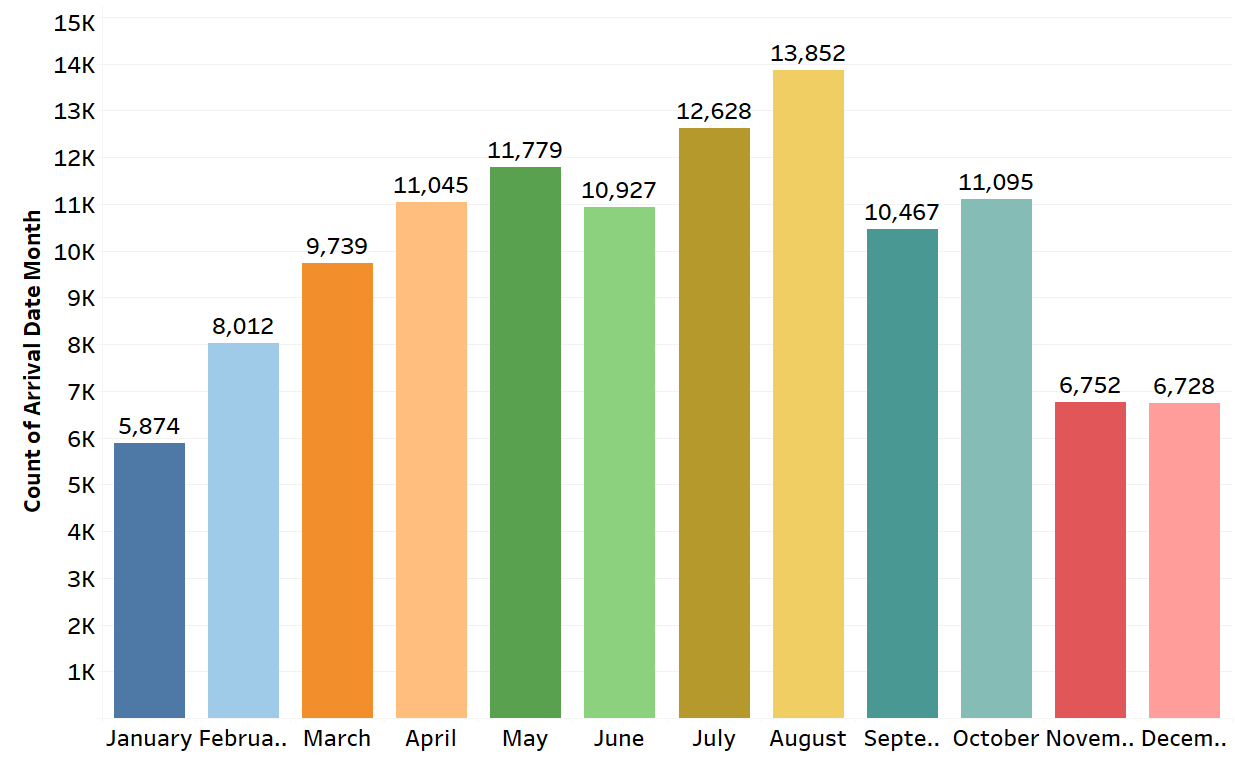 15K
14K
13K
12K
11K
10K
9K
8K
7K
6K
5K
4K
3K
2K
1K
Count of Arrival Date Month
5,874
8,012
9,739
11,045
11,779
10,927
12,628
13,852
10,467
11,095
6,752
6,728
January Februa.. March April May June July August Septe.. October Novem.. Decem..